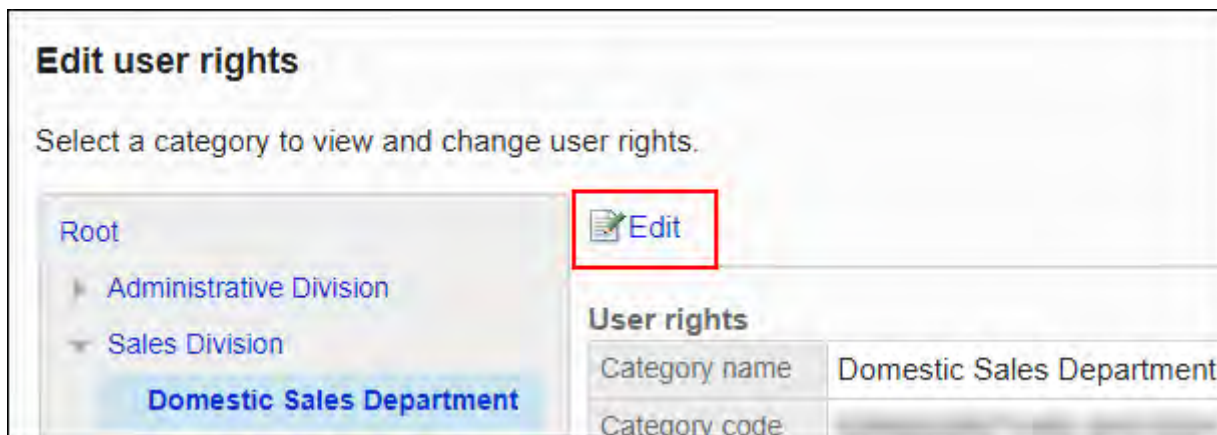 Edit user rights
Select a category to view and change user rights.
Root
Administrative Division
Sales Division
Domestic Sales Department
Edit
User rights
Category name Domestic Sales Department
Category code